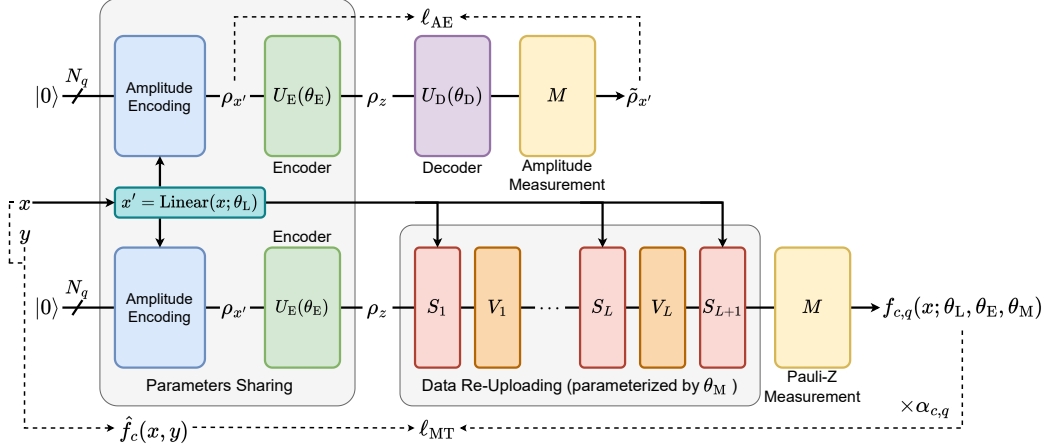 ℓ_AE
|0⟩ N_q Amplitude Encoding ρ_{x′} U_E(θ_E) ρ_z U_D(θ_D) M ρ̃_{x′}
Encoder Decoder Amplitude Measurement
x x′ = Linear(x; θ_L)
y
Encoder
|0⟩ N_q Amplitude Encoding ρ_{x′} U_E(θ_E) ρ_z S_1 V_1 ⋯ S_L V_L S_{L+1} M f_{c,q}(x; θ_L, θ_E, θ_M)
Parameters Sharing Data Re-Uploading (parameterized by θ_M ) Pauli-Z Measurement
×α_{c,q}
f̂_c(x, y) ℓ_MT